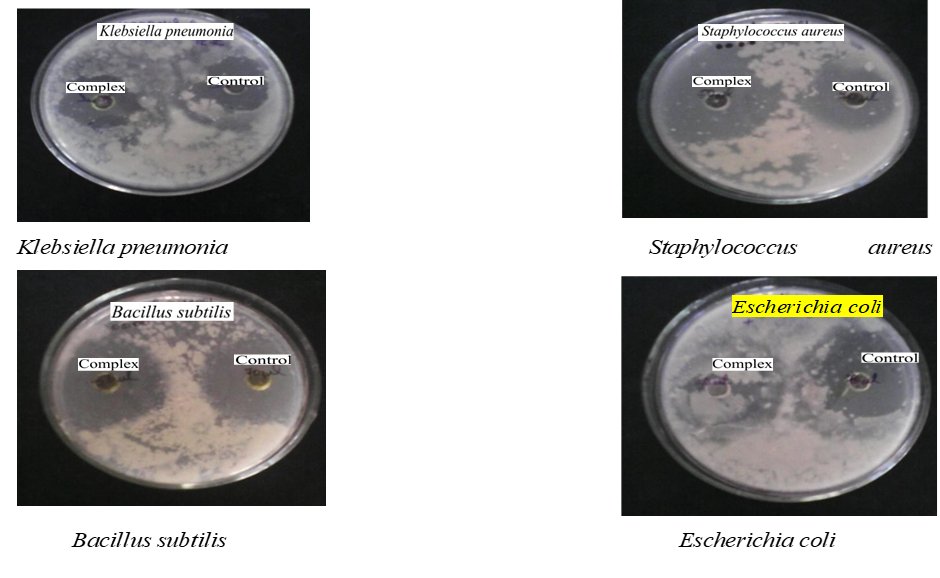 Klebsiella pneumonia
Complex
Control
Staphylococcus aureus
Complex
Control
Klebsiella pneumonia
Staphylococcus aureus
Bacillus subtilis
Complex
Control
Escherichia coli
Complex
Control
Bacillus subtilis
Escherichia coli